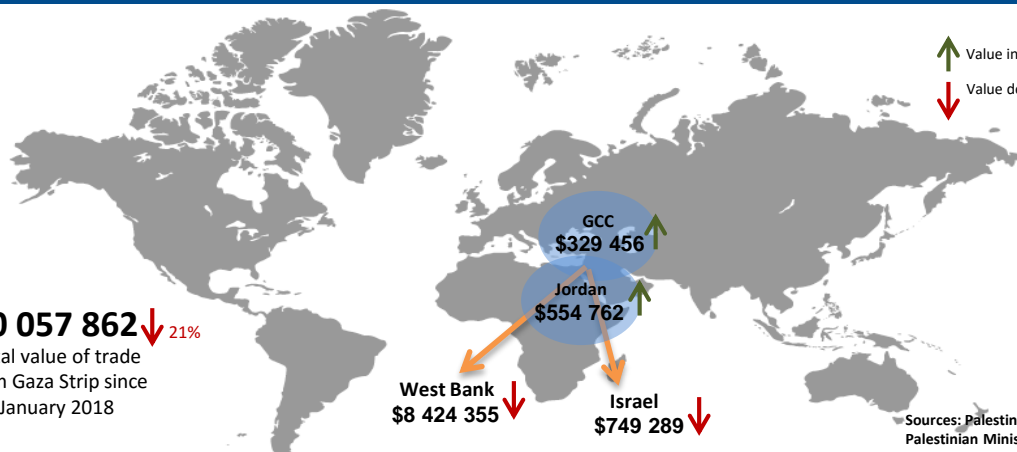 Value in
Value de
GCC
$329 456
Jordan
$554 762
0 057 862 21%
al value of trade
Gaza Strip since
January 2018
West Bank
$8 424 355
Israel
$749 289
Sources: Palestin
Palestinian Minis